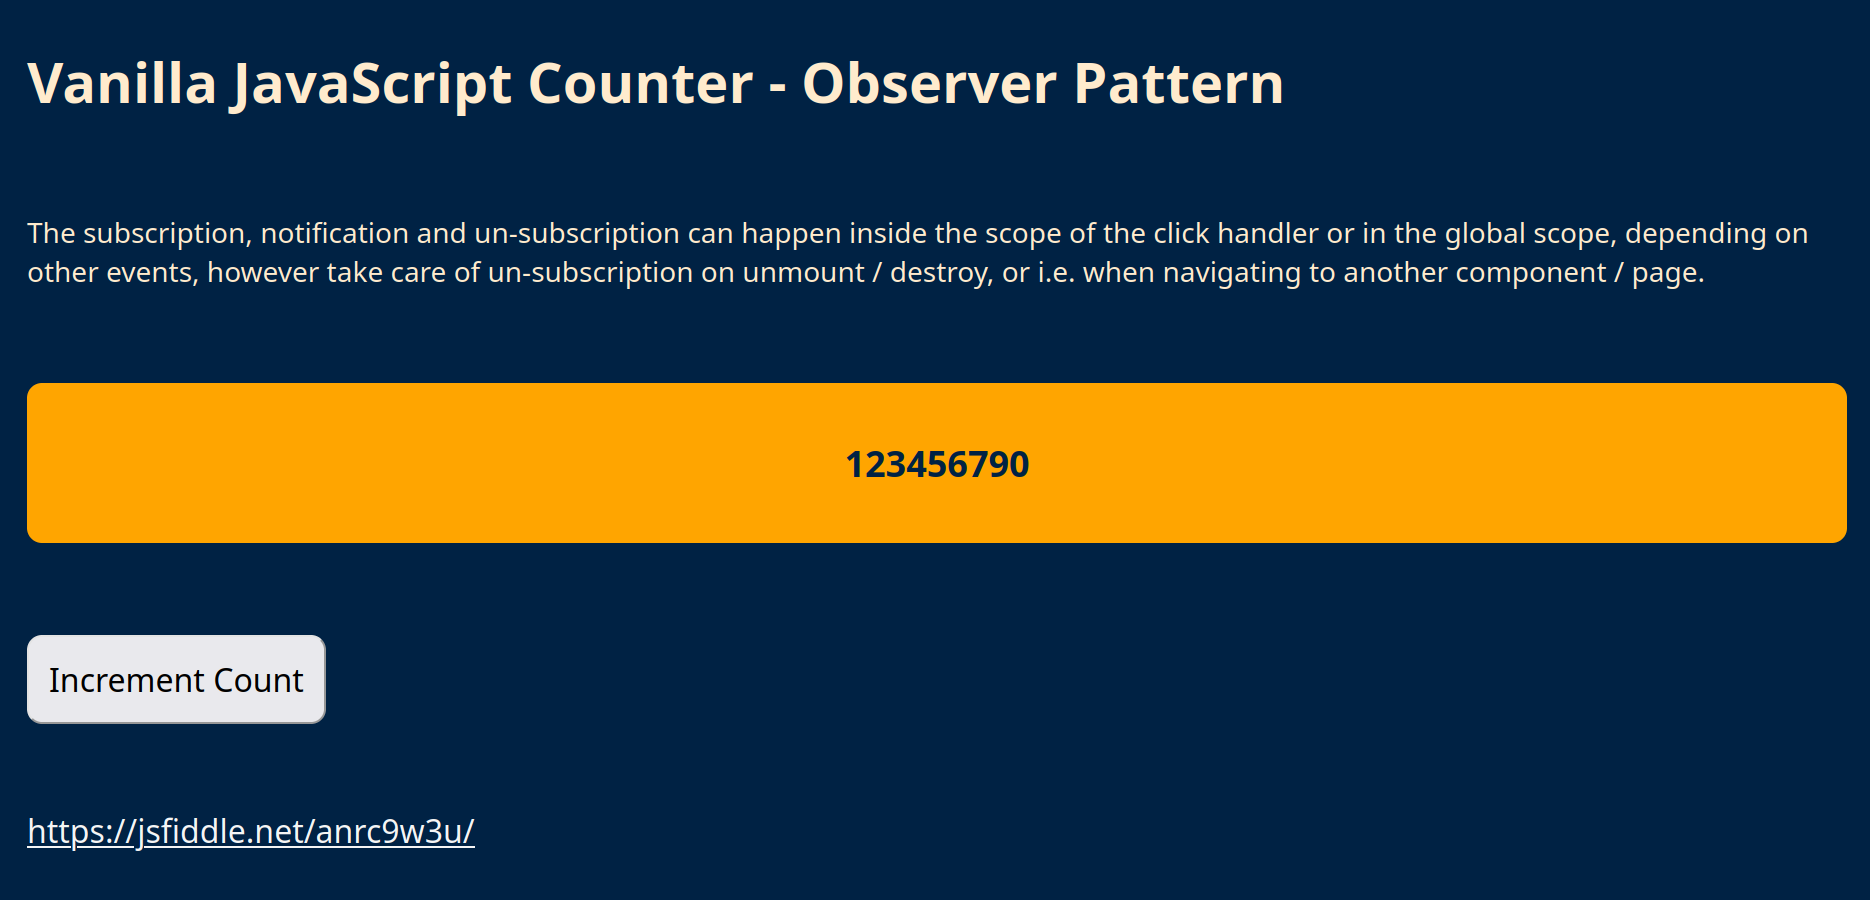 Vanilla JavaScript Counter - Observer Pattern
The subscription, notification and un-subscription can happen inside the scope of the click handler or in the global scope, depending on
other events, however take care of un-subscription on unmount / destroy, or i.e. when navigating to another component / page.
123456790
Increment Count
https://jsfiddle.net/anrc9w3u/